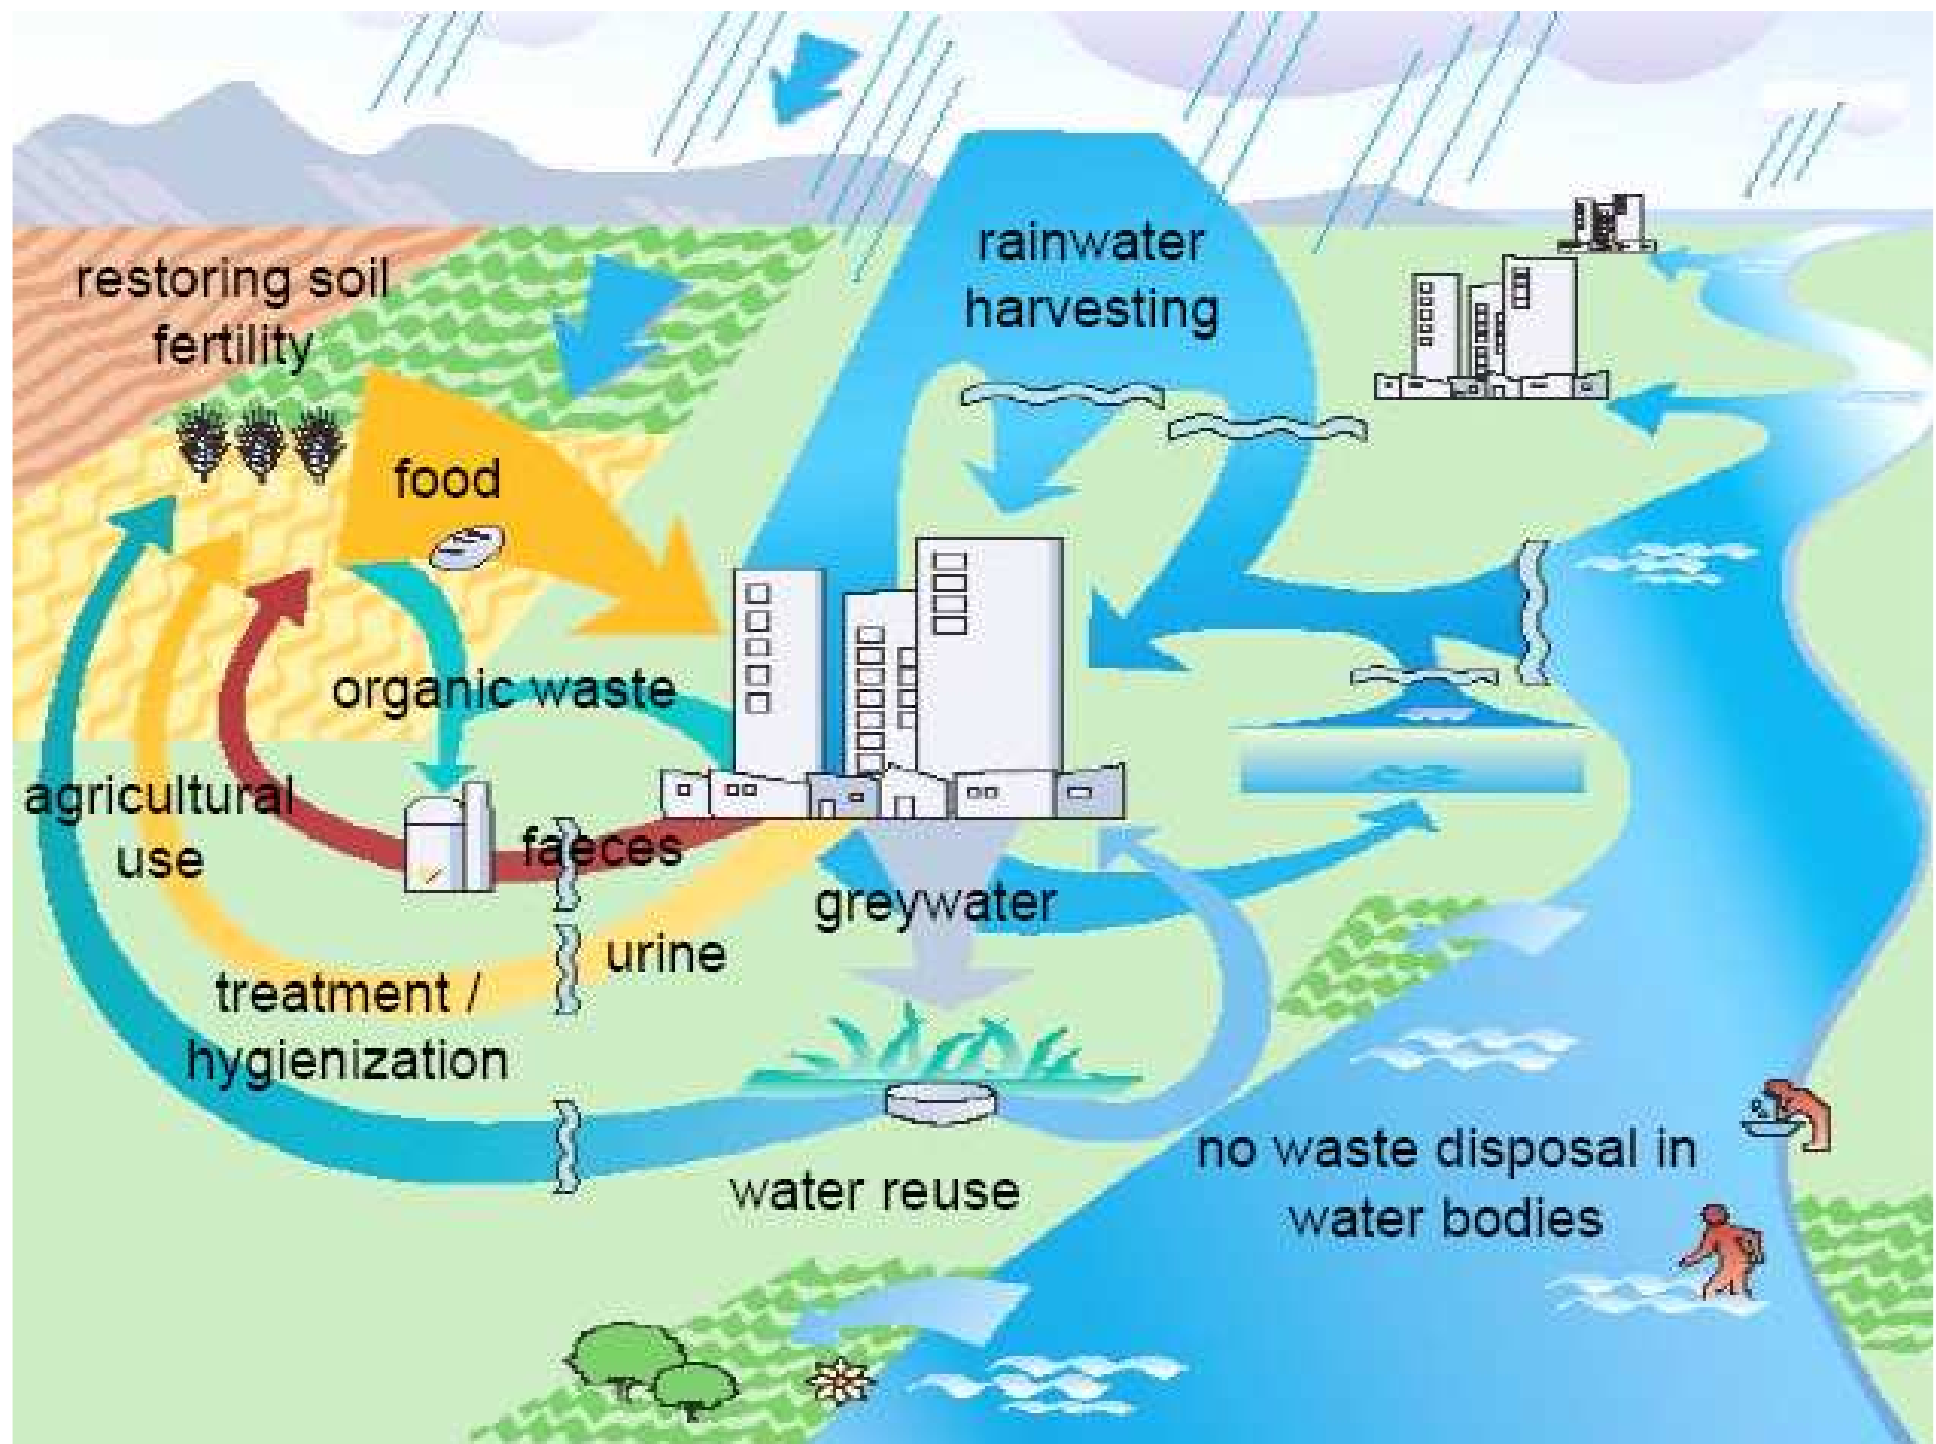 rainwater
harvesting
restoring soil
fertility
food
organic waste
agricultural
use
faeces
greywater
urine
treatment /
hygienization
water reuse
no waste disposal in
water bodies